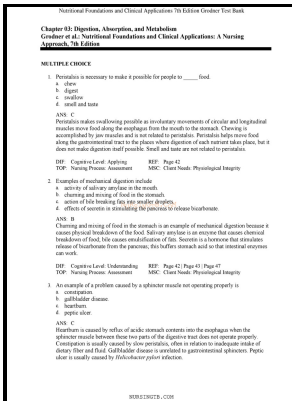 Nutritional Foundations and Clinical Applications 7th Edition Grodner Test Bank
Chapter 03: Digestion, Absorption, and Metabolism
Grodner et al.: Nutritional Foundations and Clinical Applications: A Nursing
Approach, 7th Edition
MULTIPLE CHOICE
1. Peristalsis is necessary to make it possible for people to _____ food.
a. chew
b. digest
c. swallow
d. smell and taste
ANS: C
Peristalsis makes swallowing possible as involuntary movements of circular and longitudinal
muscles move food along the esophagus from the mouth to the stomach. Chewing is
accomplished by jaw muscles and is not related to peristalsis. Peristalsis helps move food
along the gastrointestinal tract to the places where digestion of each nutrient takes place, but it
does not make digestion itself possible. Smell and taste are not related to peristalsis.
DIF: Cognitive Level: Applying REF: Page 42
TOP: Nursing Process: Assessment MSC: Client Needs: Physiological Integrity
2. Examples of mechanical digestion include
a. activity of salivary amylase in the mouth.
b. churning and mixing of food in the stomach.
c. action of bile breaking fats into smaller droplets.
d. effects of secretin in stimulating the pancreas to release bicarbonate.
ANS: B
Churning and mixing of food in the stomach is an example of mechanical digestion because it
causes physical breakdown of the food. Salivary amylase is an enzyme that causes chemical
breakdown of food; bile causes emulsification of fats. Secretin is a hormone that stimulates
release of bicarbonate from the pancreas; this buffers stomach acid so that intestinal enzymes
can work.
DIF: Cognitive Level: Understanding REF: Page 42 | Page 43 | Page 47
TOP: Nursing Process: Assessment MSC: Client Needs: Physiological Integrity
3. An example of a problem caused by a sphincter muscle not operating properly is
a. constipation.
b. gallbladder disease.
c. heartburn.
d. peptic ulcer.
ANS: C
Heartburn is caused by reflux of acidic stomach contents into the esophagus when the
sphincter muscle between these two parts of the digestive tract does not operate properly.
Constipation is usually caused by slow peristalsis, often in relation to inadequate intake of
dietary fiber and fluid. Gallbladder disease is unrelated to gastrointestinal sphincters. Peptic
ulcer is usually caused by Helicobacter pylori infection.
NURSINGTB.COM